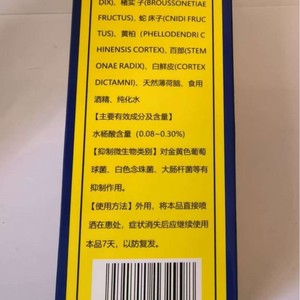 DIX)、楮实 子(BROUSSONETIAE
FRUCTUS)、蛇 床子(CNIDI FRUC
TUS)、黄柏 (PHELLODENDRI C
HINENSIS CORTEX)、百部(STEM
ONAE RADIX)、白鲜皮(CORTEX
DICTAMNI)、天然薄荷脑、食用
酒精、纯化水
【主要有效成分及含量】
水杨酸含量 (0.08~0.30%)
【抑制微生物类别】对金黄色葡萄
球菌、白色念珠菌、大肠杆菌等有
抑制作用。
【使用方法】外用，将本品直接喷
洒在患处，症状消失后应继续使用
本品7天，以防复发。